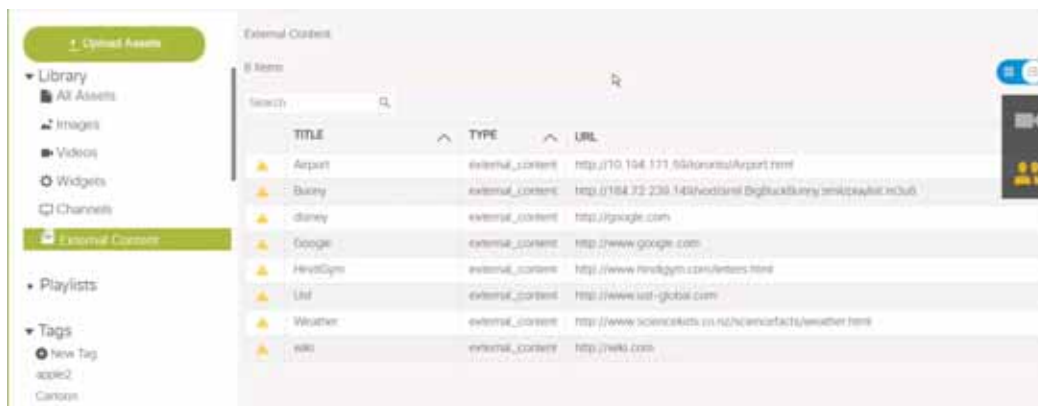 Upload Assets
Library
All Assets
Images
Videos
Widgets
Channels
External Content
Playlists
Tags
New Tag
apple2
Cartoon
External Content
8 Items
Search
TITLE TYPE URL
Airport external_content
Bunny external_content
disney external_content http://google.com
Google external_content http://www.google.com
HindiGym external_content http://www.hindigym.com/letters.html
Ust external_content http://www.ust-global.com
Weather external_content http://www.sciencekids.co.nz/sciencefacts/weather.html
wiki external_content http://wiki.com